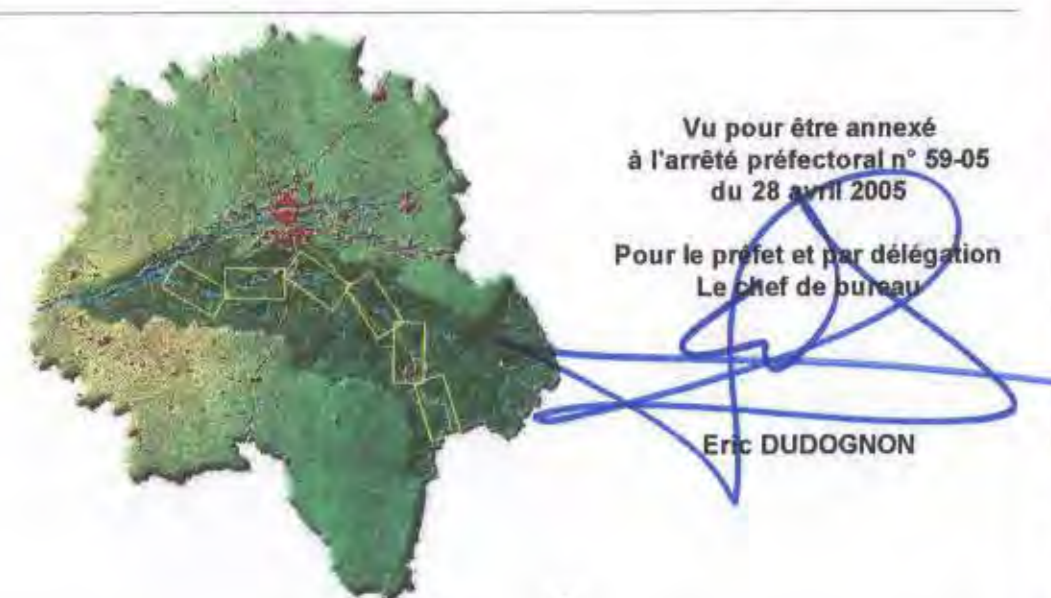 Vu pour être annexé
à l'arrêté préfectoral n° 59-05
du 28 avril 2005
Pour le préfet et par délégation
Le chef de bureau
Eric DUDOGNON